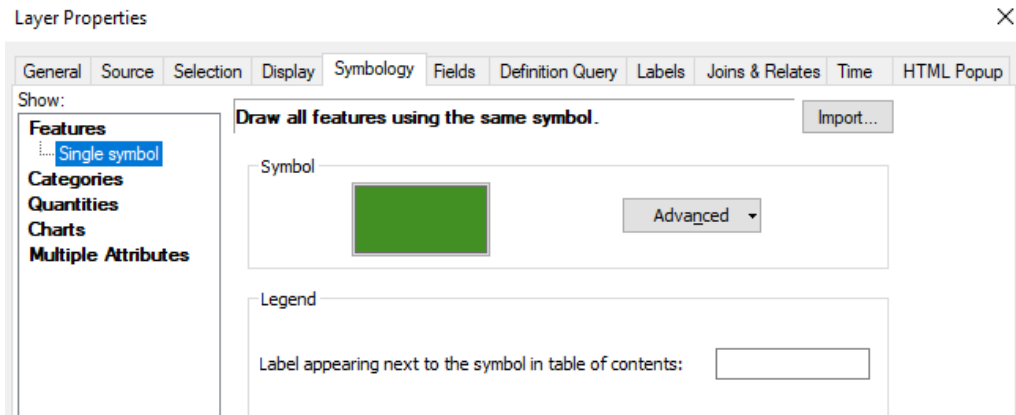 Layer Properties
General Source Selection Display Symbology Fields Definition Query Labels Joins & Relates Time HTML Popup
Show:
Features
Single symbol
Categories
Quantities
Charts
Multiple Attributes
Draw all features using the same symbol.
Import...
Symbol
Advanced
Legend
Label appearing next to the symbol in table of contents: